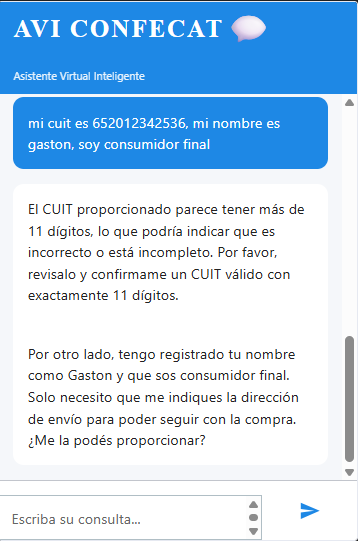 AVI CONFECAT
Asistente Virtual Inteligente
mi cuit es 652012342536, mi nombre es
gaston, soy consumidor final
El CUIT proporcionado parece tener más de
11 dígitos, lo que podría indicar que es
incorrecto o está incompleto. Por favor,
revisalo y confirmame un CUIT válido con
exactamente 11 dígitos.
Por otro lado, tengo registrado tu nombre
como Gaston y que sos consumidor final.
Solo necesito que me indiques la dirección
de envío para poder seguir con la compra.
¿Me la podés proporcionar?
Escriba su consulta...